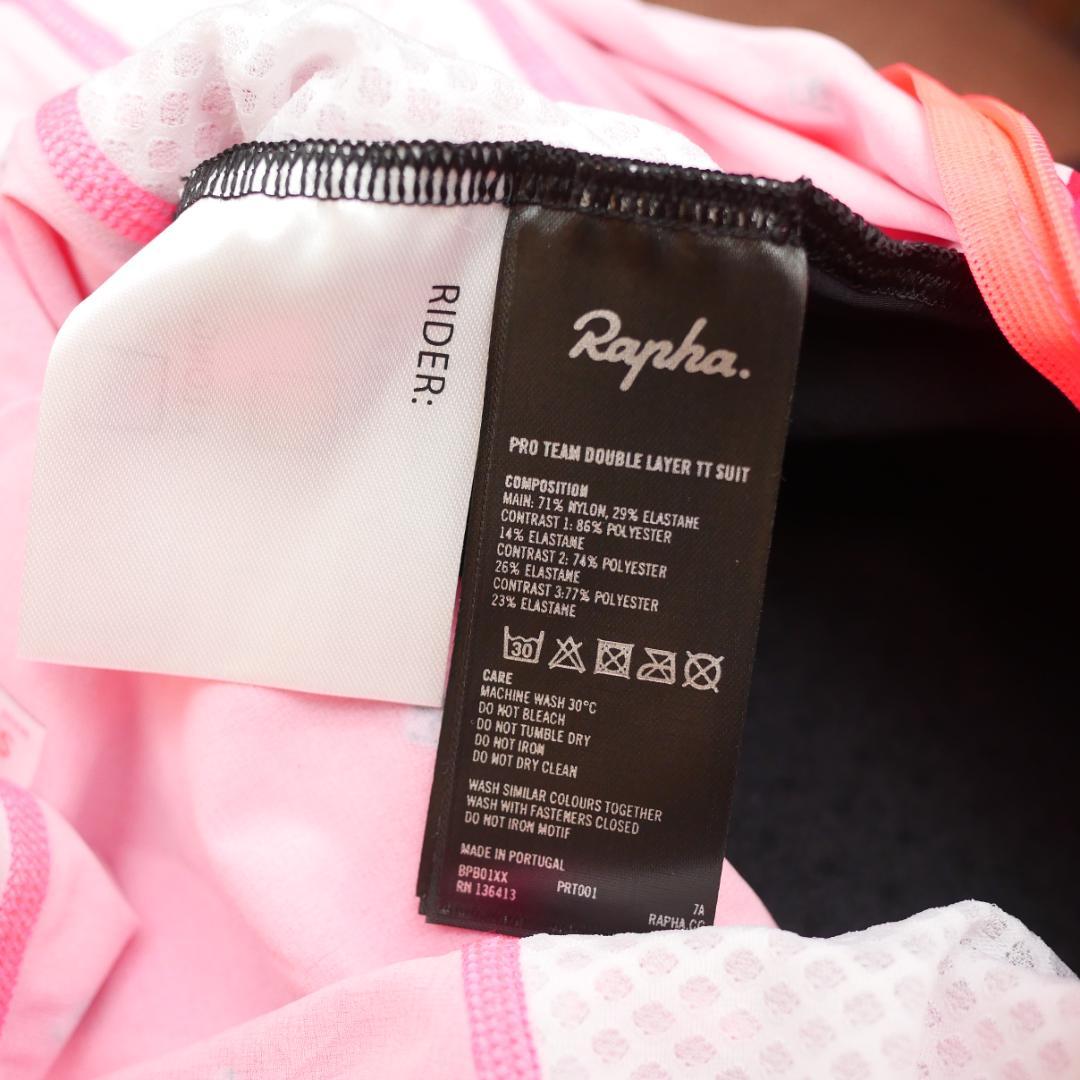 RIDER:
Rapha.
PRO TEAM DOUBLE LAYER TT SUIT
COMPOSITION
MAIN: 71% NYLON, 29% ELASTANE
CONTRAST 1: 86% POLYESTER
14% ELASTANE
CONTRAST 2: 74% POLYESTER
26% ELASTANE
CONTRAST 3:77% POLYESTER
23% ELASTANE
30
CARE
MACHINE WASH 30°C
DO NOT BLEACH
DO NOT TUMBLE DRY
DO NOT IRON
DO NOT DRY CLEAN
WASH SIMILAR COLOURS TOGETHER
WASH WITH FASTENERS CLOSED
DO NOT IRON MOTIF
MADE IN PORTUGAL
BPB01XX
RN 136413 PRT001
7A